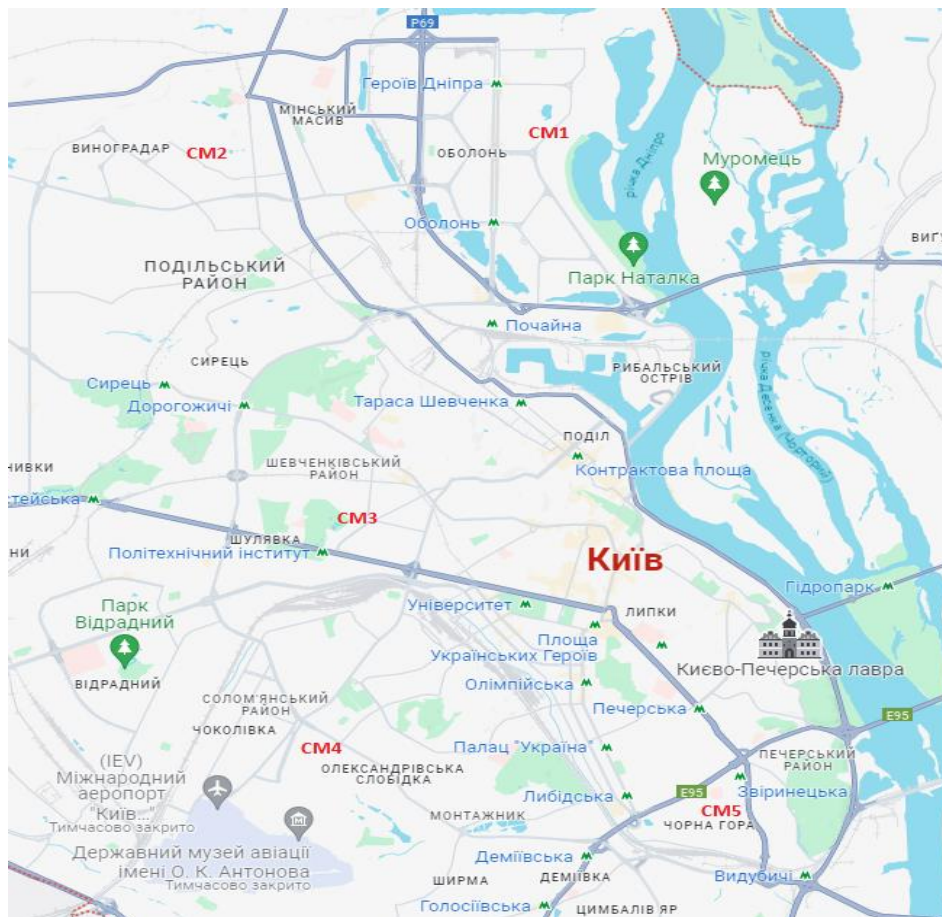 P69
Героїв Дніпра
МІНСЬКИЙ
МАСИВ
СМ1
ВИНОГРАДАР
СМ2
ОБОЛОНЬ
річка Дніпро
Муромець
Оболонь
ВИГУ
ПОДІЛЬСЬКИЙ
РАЙОН
Парк Наталка
Почайна
СИРЕЦЬ
РИБАЛЬСЬКИЙ
ОСТРІВ
річка Десенка (Чорторий)
Сирець
Дорогожичі
Тараса Шевченка
ПОДІЛ
ШЕВЧЕНКІВСЬКИЙ
РАЙОН
Контрактова площа
НИВКИ
стейська
СМ3
ШУЛЯВКА
НИ
Політехнічний інститут
Київ
Гідропарк
Парк
Відрадний
Університет
ЛИПКИ
Площа
Українських Героїв
Києво-Печерська лавра
ВІДРАДНИЙ
Олімпійська
СОЛОМ'ЯНСЬКИЙ
РАЙОН
Печерська
E95
ЧОКОЛІВКА
СМ4
Палац "Україна"
ПЕЧЕРСЬКИЙ
РАЙОН
(IEV)
Міжнародний
аеропорт
"Київ...
Тимчасово закрито
ОЛЕКСАНДРІВСЬКА
СЛОБІДКА
Звіринецька
Либідська
E95
СМ5
МОНТАЖНИК
ЧОРНА ГОРА
Державний музей авіації
імені О. К. Антонова
Тимчасово закрито
Деміївська
ШИРМА
ДЕМІЇВКА
Видубичі
Голосіївська
ЦИМБАЛІВ ЯР